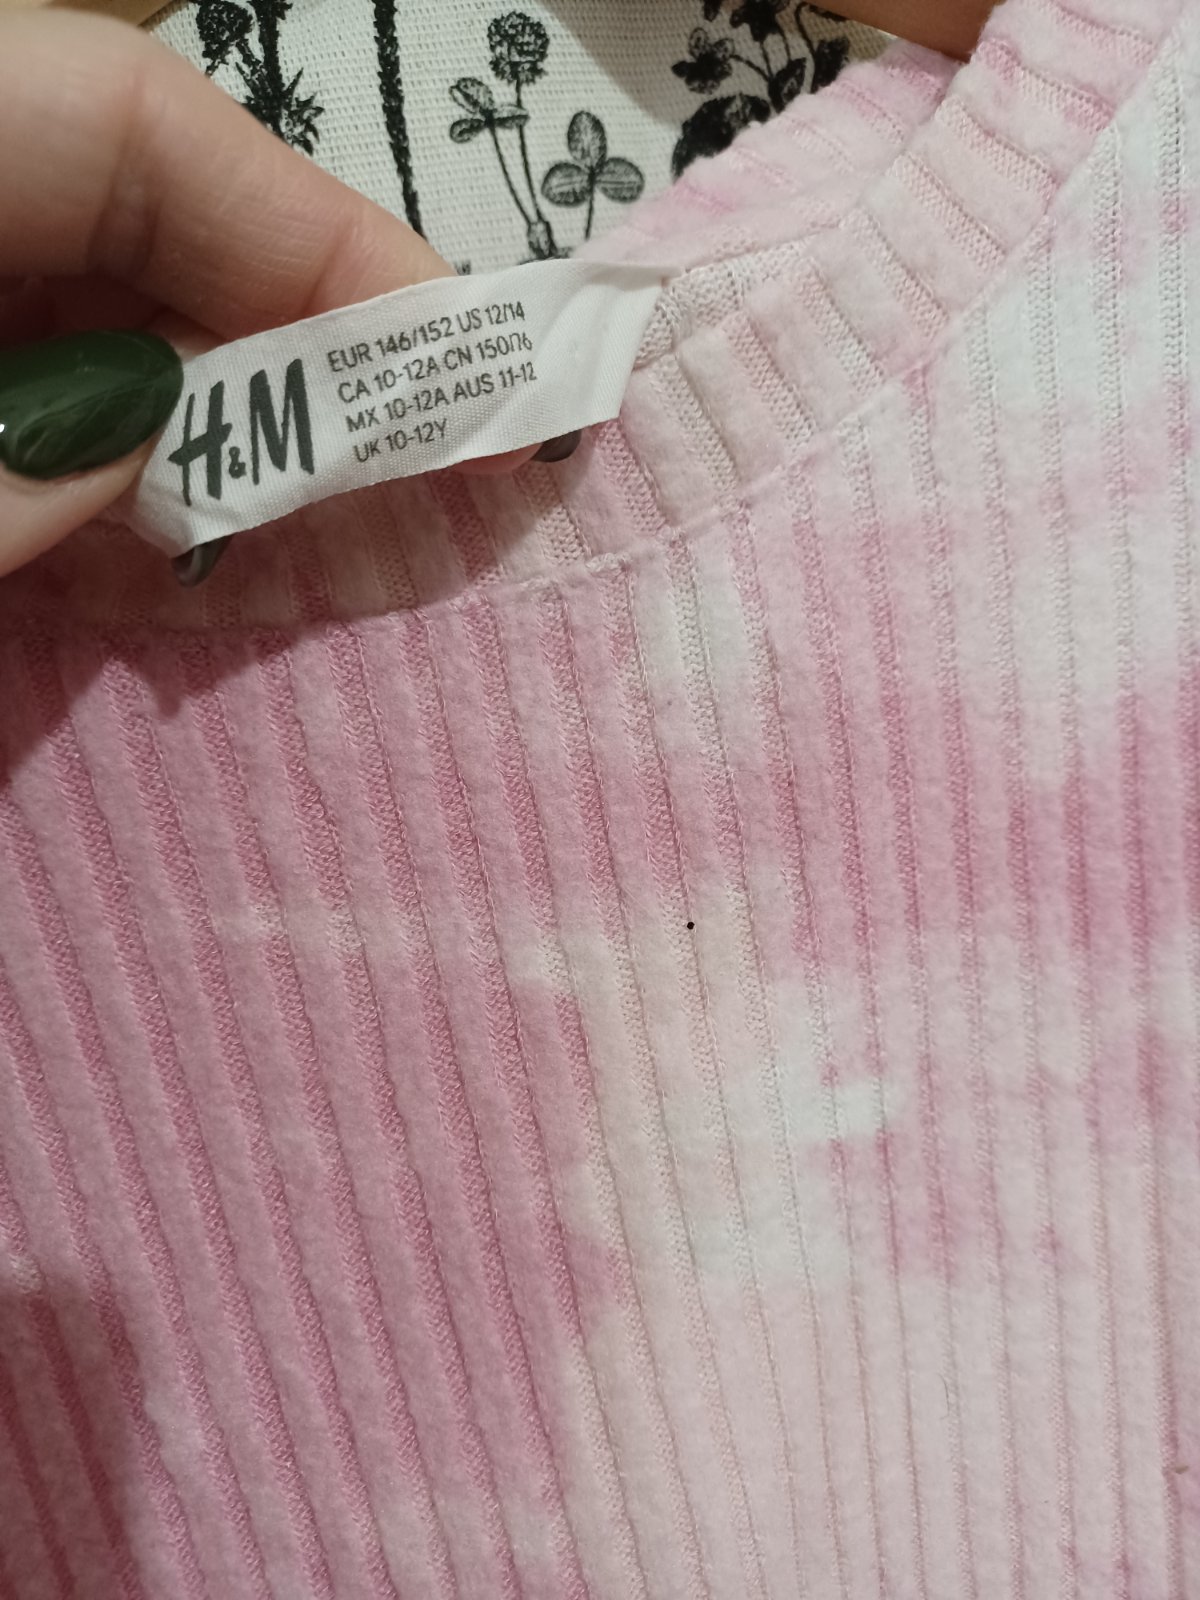 H&M
EUR 146/152 US 12/14
CA 10-12A CN 150/76
MX 10-12A AUS 11-12
UK 10-12Y